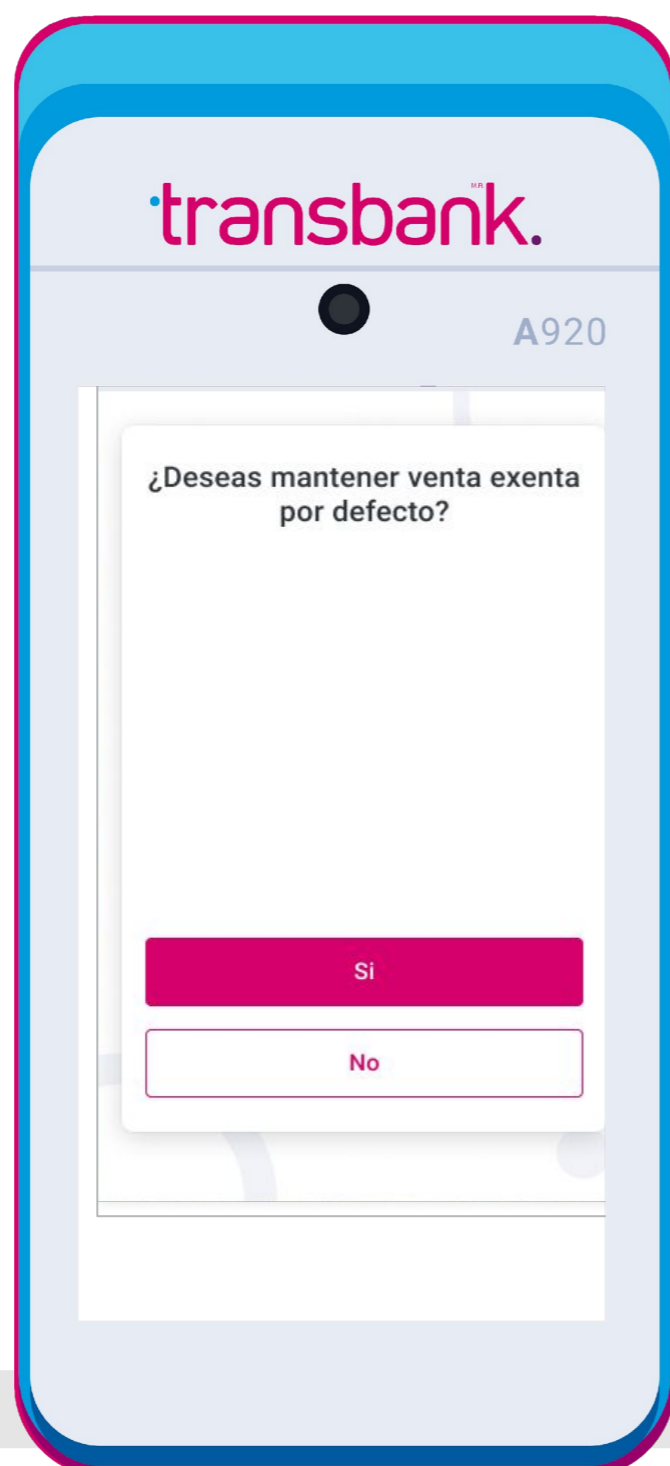 transbank.
A920
¿Deseas mantener venta exenta
por defecto?
Si
No